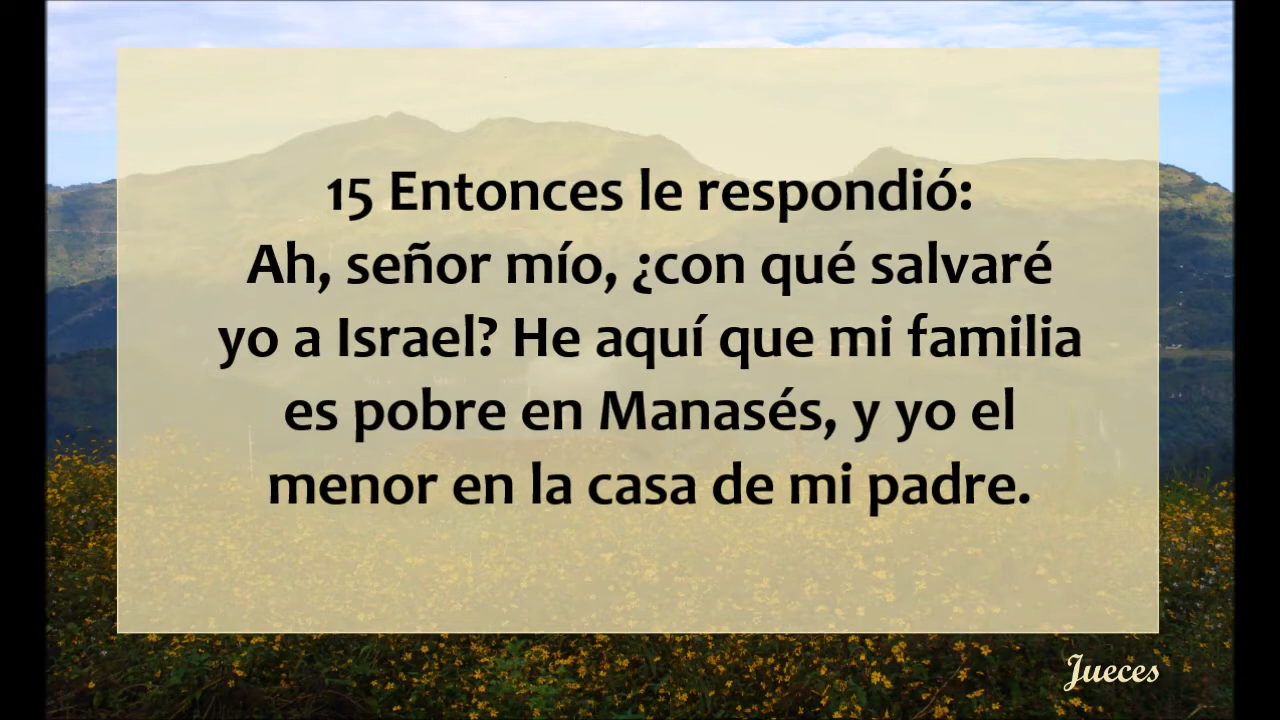 15 Entonces le respondió:
Ah, señor mío, ¿con qué salvaré
yo a Israel? He aquí que mi familia
es pobre en Manasés, y yo el
menor en la casa de mi padre.
Jueces